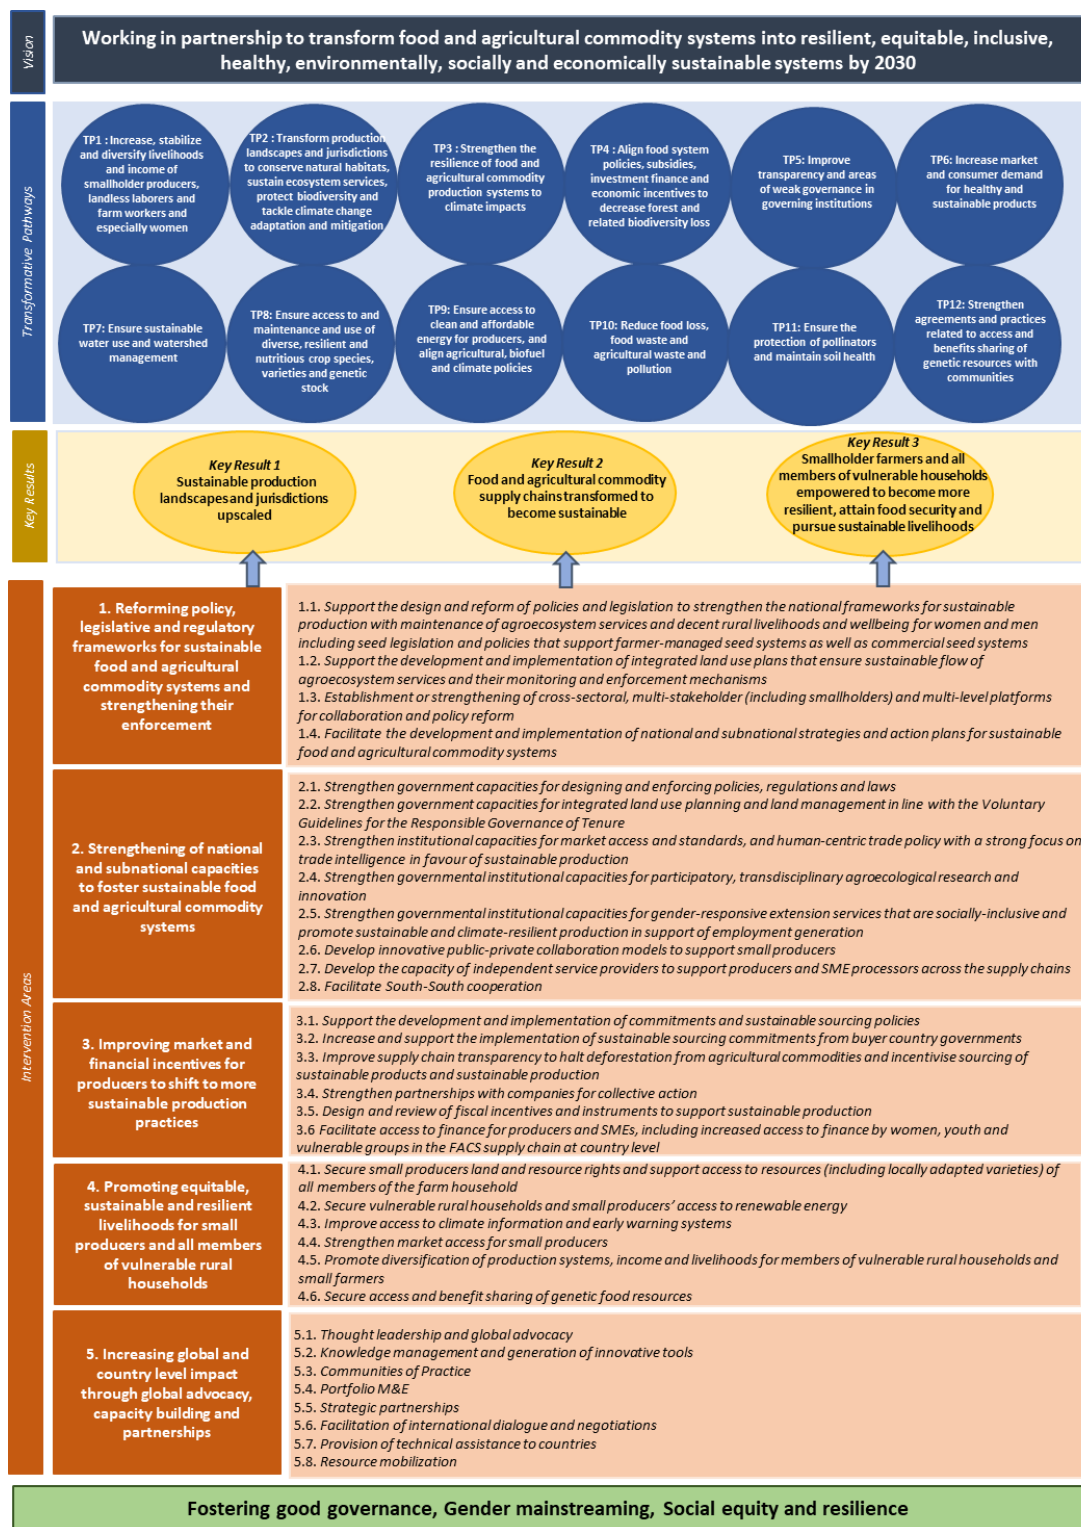 Vision
Working in partnership to transform food and agricultural commodity systems into resilient, equitable, inclusive,
healthy, environmentally, socially and economically sustainable systems by 2030
Transformative Pathways
TP1 : Increase, stabilize
and diversify livelihoods
and income of
smallholder producers,
landless laborers and
farm workers and
especially women
TP2 : Transform production
landscapes and jurisdictions
to conserve natural habitats,
sustain ecosystem services,
protect biodiversity and
tackle climate change
adaptation and mitigation
TP3 : Strengthen the
resilience of food and
agricultural commodity
production systems to
climate impacts
TP4 : Align food system
policies, subsidies,
investment finance and
economic incentives to
decrease forest and
related biodiversity loss
TP5: Improve
transparency and areas
of weak governance in
governing institutions
TP6: Increase market
and consumer demand
for healthy and
sustainable products
TP7: Ensure sustainable
water use and watershed
management
TP8: Ensure access to and
maintenance and use of
diverse, resilient and
nutritious crop species,
varieties and genetic
stock
TP9: Ensure access to
clean and affordable
energy for producers, and
align agricultural, biofuel
and climate policies
TP10: Reduce food loss,
food waste and
agricultural waste and
pollution
TP11: Ensure the
protection of pollinators
and maintain soil health
TP12: Strengthen
agreements and practices
related to access and
benefits sharing of
genetic resources with
communities
Key Results
Key Result 1
Sustainable production
landscapes and jurisdictions
upscaled
Key Result 2
Food and agricultural commodity
supply chains transformed to
become sustainable
Key Result 3
Smallholder farmers and all
members of vulnerable households
empowered to become more
resilient, attain food security and
pursue sustainable livelihoods
Intervention Areas
1. Reforming policy,
legislative and regulatory
frameworks for sustainable
food and agricultural
commodity systems and
strengthening their
enforcement
1.1. Support the design and reform of policies and legislation to strengthen the national frameworks for sustainable
production with maintenance of agroecosystem services and decent rural livelihoods and wellbeing for women and men
including seed legislation and policies that support farmer-managed seed systems as well as commercial seed systems
1.2. Support the development and implementation of integrated land use plans that ensure sustainable flow of
agroecosystem services and their monitoring and enforcement mechanisms
1.3. Establishment or strengthening of cross-sectoral, multi-stakeholder (including smallholders) and multi-level platforms
for collaboration and policy reform
1.4. Facilitate the development and implementation of national and subnational strategies and action plans for sustainable
food and agricultural commodity systems
2. Strengthening of national
and subnational capacities
to foster sustainable food
and agricultural commodity
systems
2.1. Strengthen government capacities for designing and enforcing policies, regulations and laws
2.2. Strengthen government capacities for integrated land use planning and land management in line with the Voluntary
Guidelines for the Responsible Governance of Tenure
2.3. Strengthen institutional capacities for market access and standards, and human-centric trade policy with a strong focus on
trade intelligence in favour of sustainable production
2.4. Strengthen governmental institutional capacities for participatory, transdisciplinary agroecological research and
innovation
2.5. Strengthen governmental institutional capacities for gender-responsive extension services that are socially-inclusive and
promote sustainable and climate-resilient production in support of employment generation
2.6. Develop innovative public-private collaboration models to support small producers
2.7. Develop the capacity of independent service providers to support producers and SME processors across the supply chains
2.8. Facilitate South-South cooperation
3. Improving market and
financial incentives for
producers to shift to more
sustainable production
practices
3.1. Support the development and implementation of commitments and sustainable sourcing policies
3.2. Increase and support the implementation of sustainable sourcing commitments from buyer country governments
3.3. Improve supply chain transparency to halt deforestation from agricultural commodities and incentivise sourcing of
sustainable products and sustainable production
3.4. Strengthen partnerships with companies for collective action
3.5. Design and review of fiscal incentives and instruments to support sustainable production
3.6 Facilitate access to finance for producers and SMEs, including increased access to finance by women, youth and
vulnerable groups in the FACS supply chain at country level
4. Promoting equitable,
sustainable and resilient
livelihoods for small
producers and all members
of vulnerable rural
households
4.1. Secure small producers land and resource rights and support access to resources (including locally adapted varieties) of
all members of the farm household
4.2. Secure vulnerable rural households and small producers’ access to renewable energy
4.3. Improve access to climate information and early warning systems
4.4. Strengthen market access for small producers
4.5. Promote diversification of production systems, income and livelihoods for members of vulnerable rural households and
small farmers
4.6. Secure access and benefit sharing of genetic food resources
5. Increasing global and
country level impact
through global advocacy,
capacity building and
partnerships
5.1. Thought leadership and global advocacy
5.2. Knowledge management and generation of innovative tools
5.3. Communities of Practice
5.4. Portfolio M&E
5.5. Strategic partnerships
5.6. Facilitation of international dialogue and negotiations
5.7. Provision of technical assistance to countries
5.8. Resource mobilization
Fostering good governance, Gender mainstreaming, Social equity and resilience